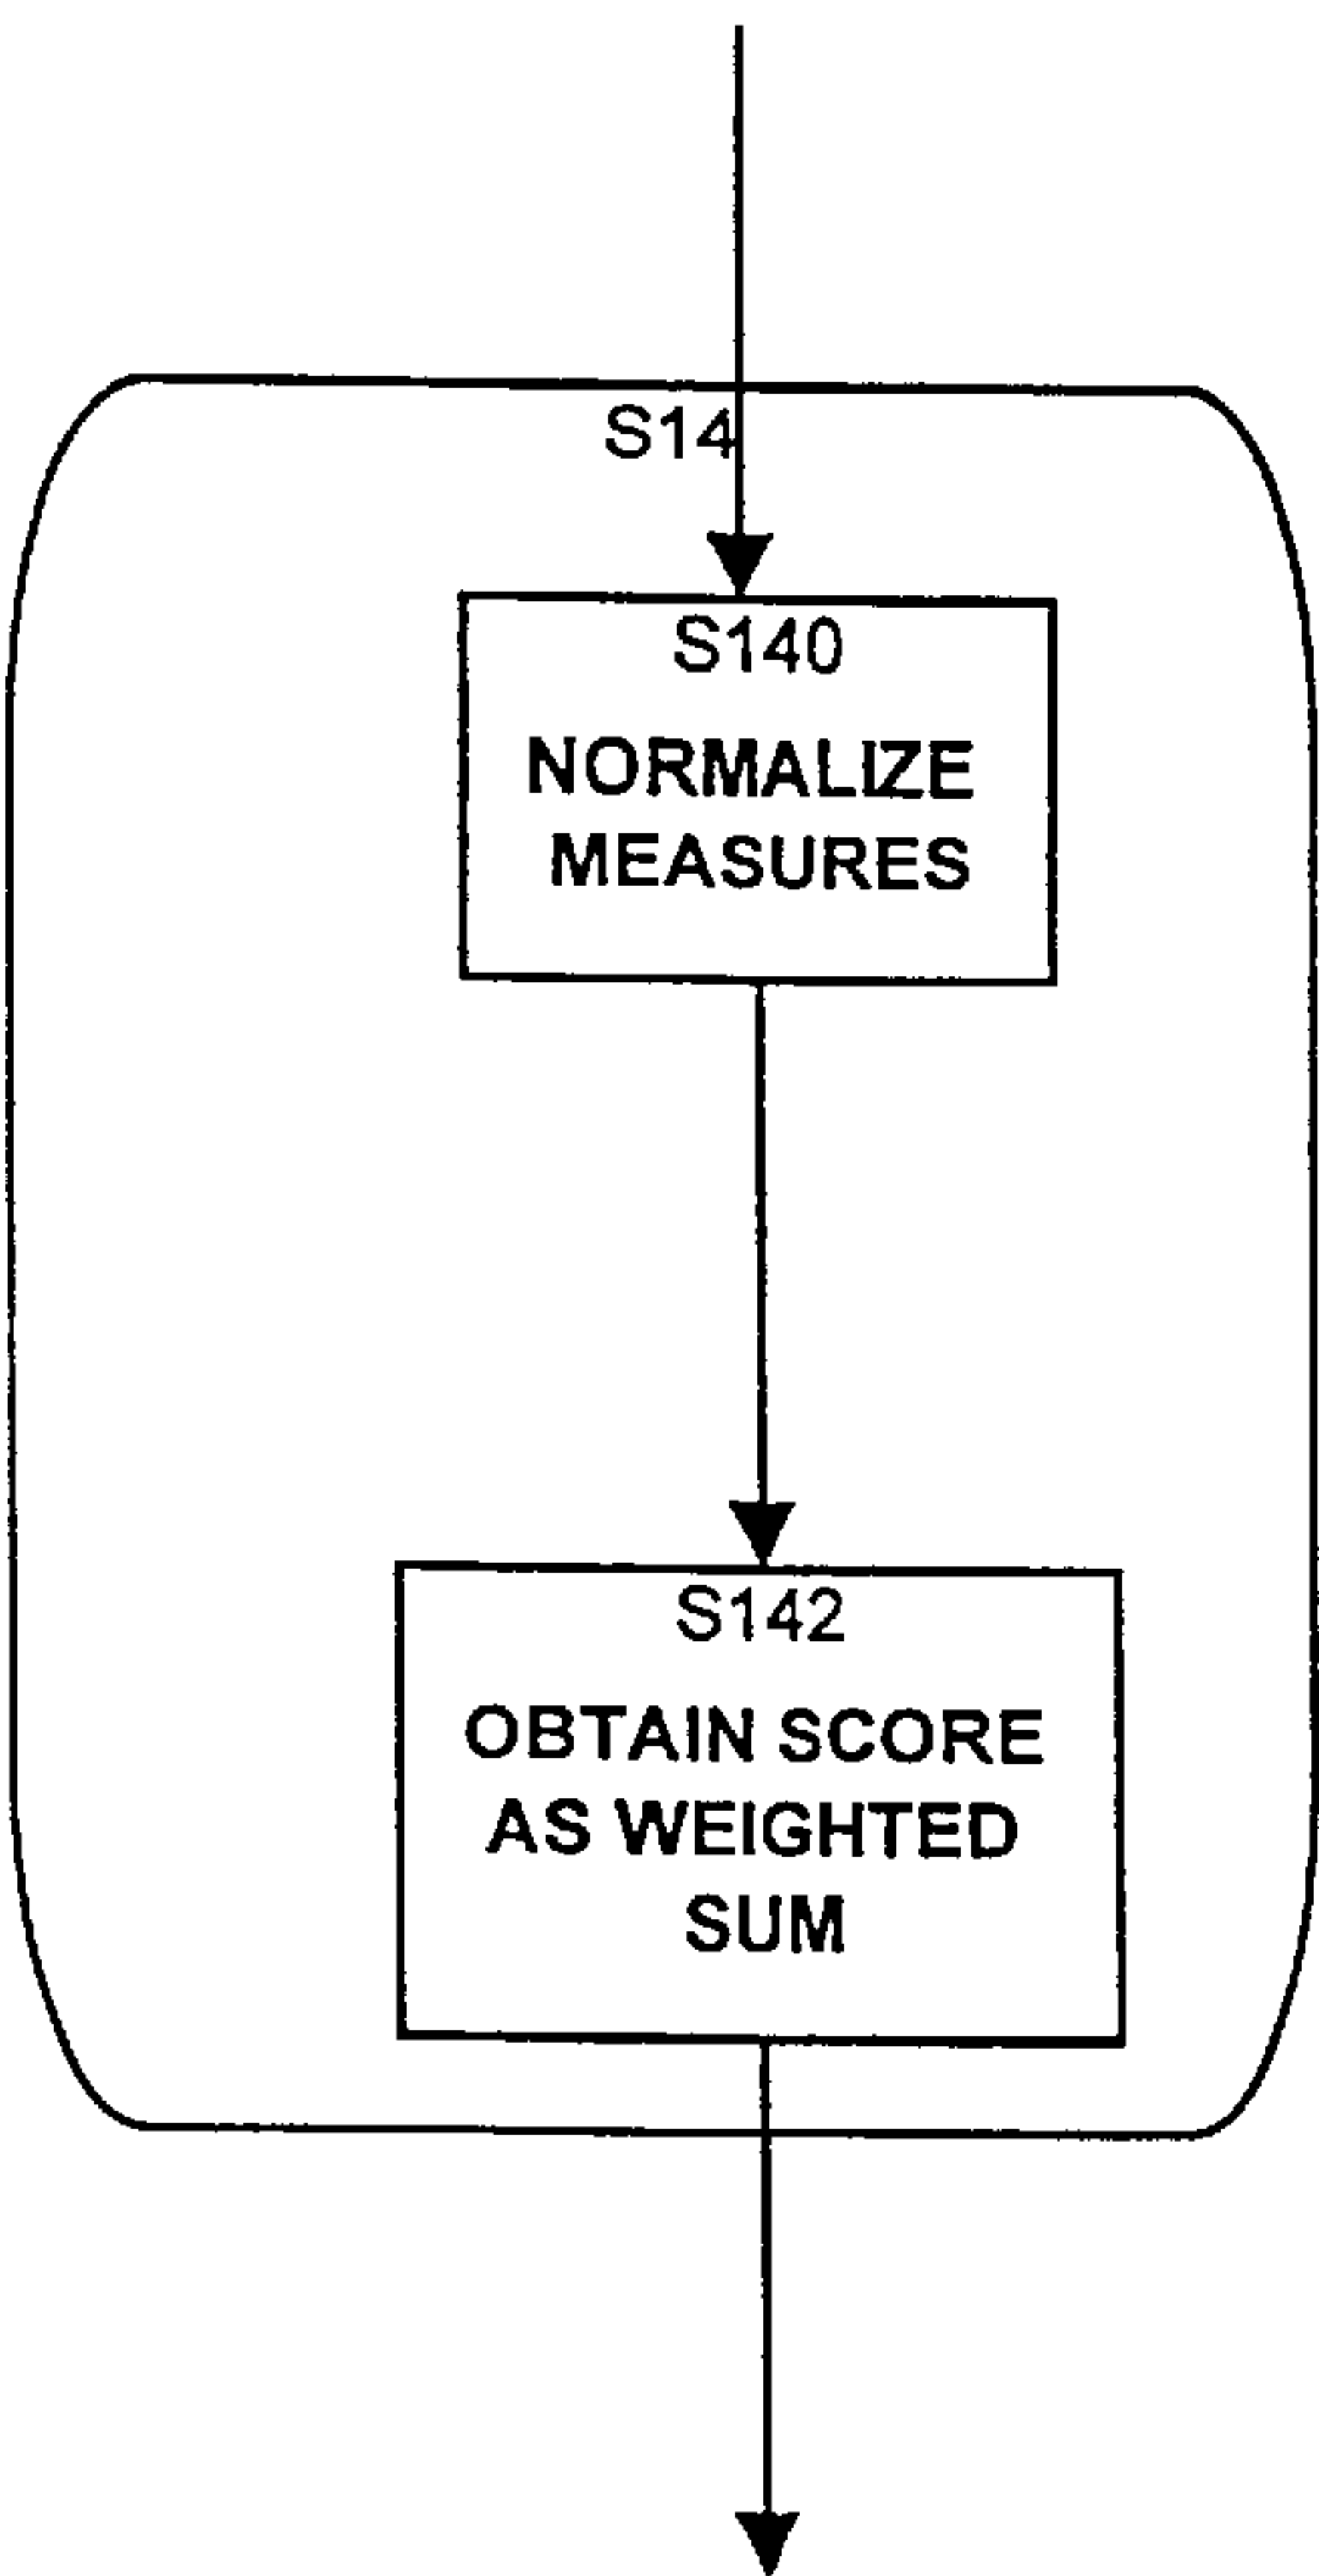 S14
S140
NORMALIZE
MEASURES
S142
OBTAIN SCORE
AS WEIGHTED
SUM